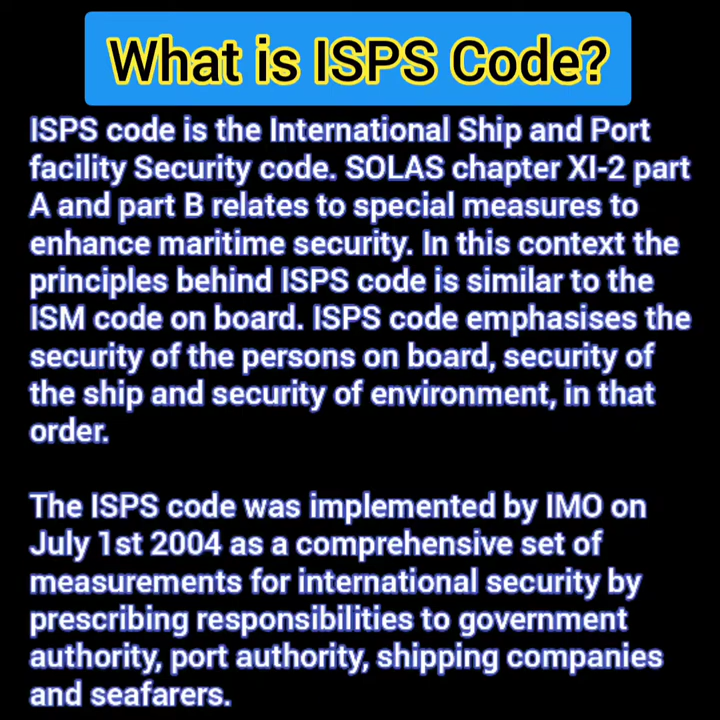 What is ISPS Code?
ISPS code is the International Ship and Port
facility Security code. SOLAS chapter XI-2 part
A and part B relates to special measures to
enhance maritime security. In this context the
principles behind ISPS code is similar to the
ISM code on board. ISPS code emphasises the
security of the persons on board, security of
the ship and security of environment, in that
order.
The ISPS code was implemented by IMO on
July 1st 2004 as a comprehensive set of
measurements for international security by
prescribing responsibilities to government
authority, port authority, shipping companies
and seafarers.